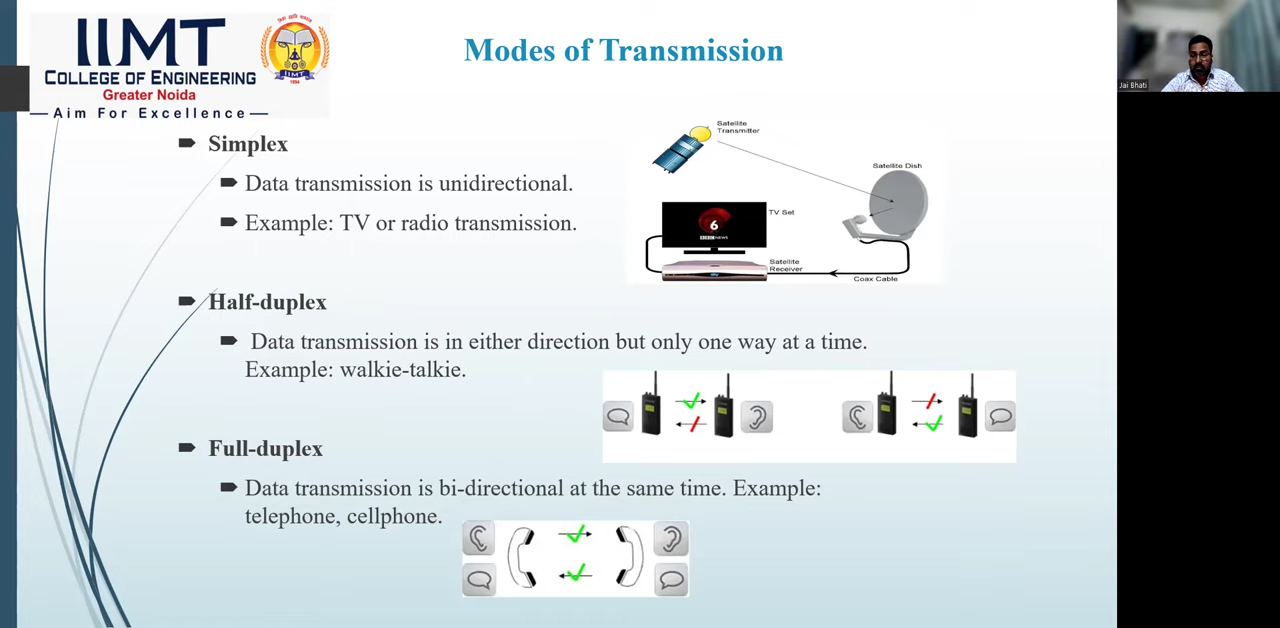 IIMT
COLLEGE OF ENGINEERING
Greater Noida
Aim For Excellence
IIMT
Modes of Transmission
Jai Bhati
Simplex
Data transmission is unidirectional.
Example: TV or radio transmission.
Satellite
Transmitter
Satellite Dish
TV Set
6
NEWS
Satellite
Receiver
Coax Cable
Half-duplex
Data transmission is in either direction but only one way at a time.
Example: walkie-talkie.
Full-duplex
Data transmission is bi-directional at the same time. Example:
telephone, cellphone.